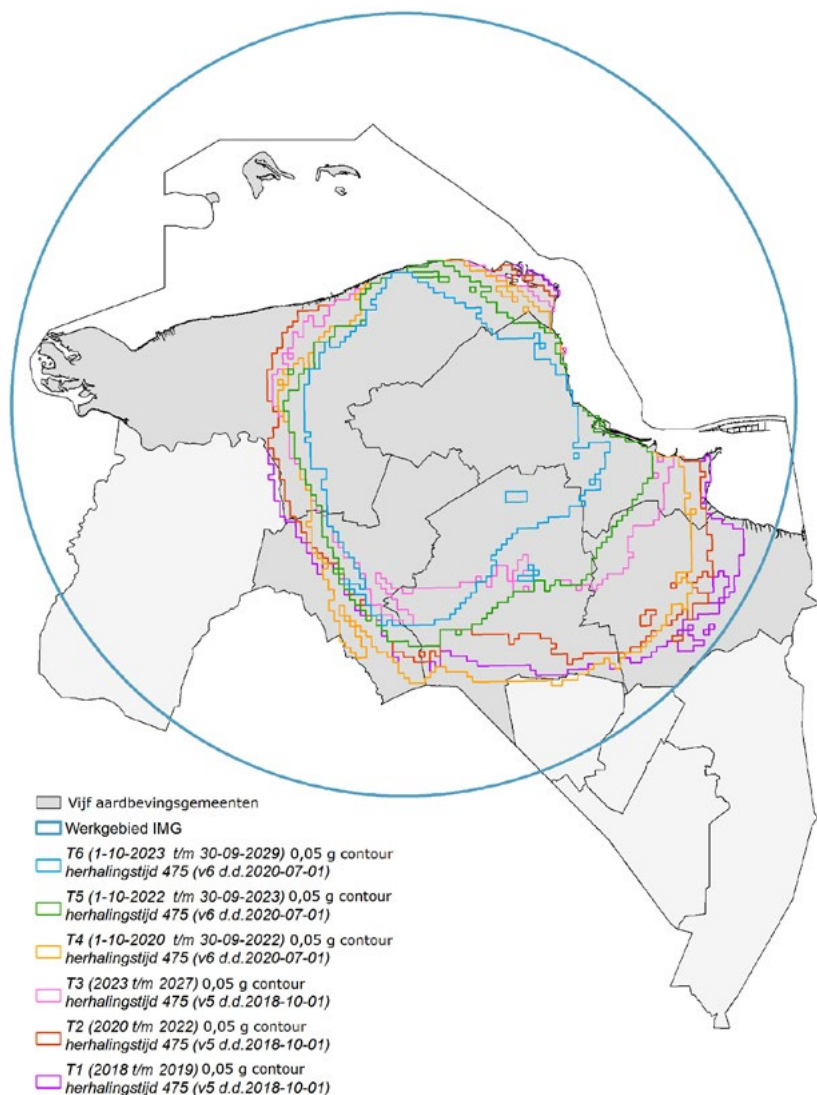 Vijf aardbevingsgemeenten
Werkgebied IMG
T6 (1-10-2023 t/m 30-09-2029) 0,05 g contour
herhalingstijd 475 (v6 d.d.2020-07-01)
T5 (1-10-2022 t/m 30-09-2023) 0,05 g contour
herhalingstijd 475 (v6 d.d.2020-07-01)
T4 (1-10-2020 t/m 30-09-2022) 0,05 g contour
herhalingstijd 475 (v6 d.d.2020-07-01)
T3 (2023 t/m 2027) 0,05 g contour
herhalingstijd 475 (v5 d.d.2018-10-01)
T2 (2020 t/m 2022) 0,05 g contour
herhalingstijd 475 (v5 d.d.2018-10-01)
T1 (2018 t/m 2019) 0,05 g contour
herhalingstijd 475 (v5 d.d.2018-10-01)